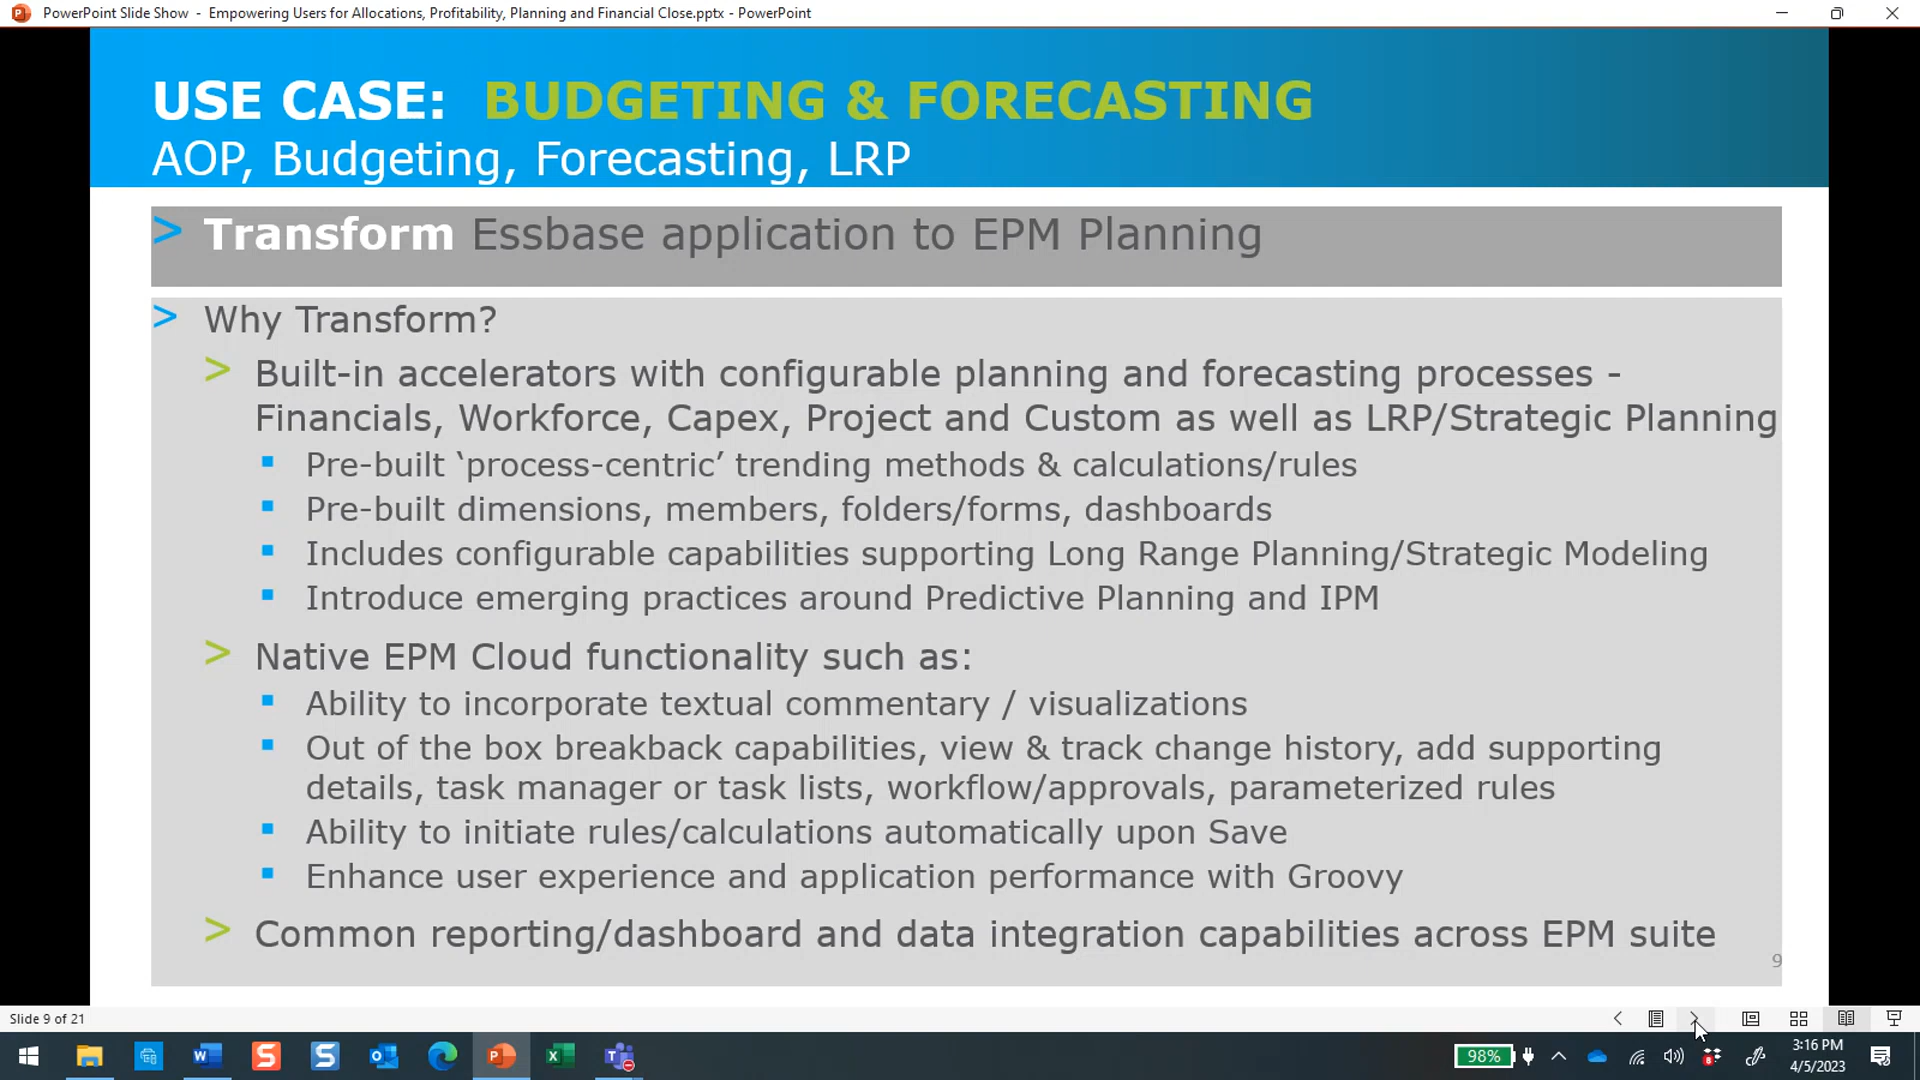 PowerPoint Slide Show - Empowering Users for Allocations, Profitability, Planning and Financial Close.pptx - PowerPoint
USE CASE: BUDGETING & FORECASTING
AOP, Budgeting, Forecasting, LRP
> Transform Essbase application to EPM Planning
> Why Transform?
> Built-in accelerators with configurable planning and forecasting processes -
Financials, Workforce, Capex, Project and Custom as well as LRP/Strategic Planning
▪ Pre-built ‘process-centric’ trending methods & calculations/rules
▪ Pre-built dimensions, members, folders/forms, dashboards
▪ Includes configurable capabilities supporting Long Range Planning/Strategic Modeling
▪ Introduce emerging practices around Predictive Planning and IPM
> Native EPM Cloud functionality such as:
▪ Ability to incorporate textual commentary / visualizations
▪ Out of the box breakback capabilities, view & track change history, add supporting
details, task manager or task lists, workflow/approvals, parameterized rules
▪ Ability to initiate rules/calculations automatically upon Save
▪ Enhance user experience and application performance with Groovy
> Common reporting/dashboard and data integration capabilities across EPM suite
9
Slide 9 of 21
98%
3:16 PM
4/5/2023